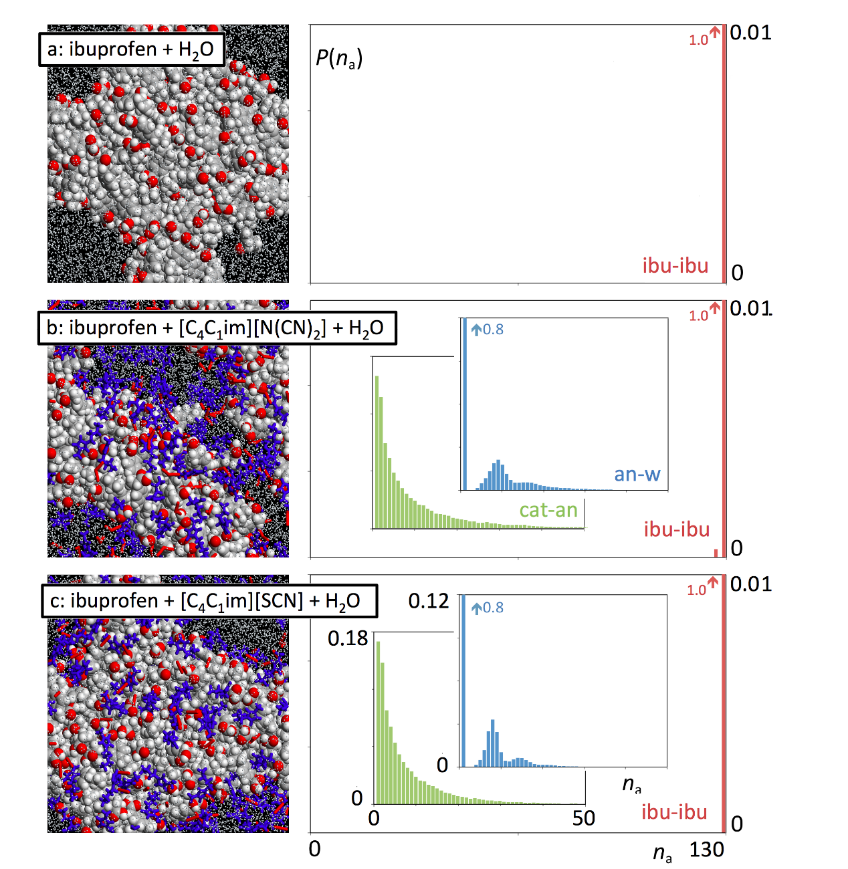 a: ibuprofen + H₂O
P(nₐ)
1.0↑
0.01
ibu-ibu
0
b: ibuprofen + [C₄C₁im][N(CN)₂] + H₂O
1.0↑
0.01
↑0.8
an-w
cat-an
ibu-ibu
0
c: ibuprofen + [C₄C₁im][SCN] + H₂O
1.0↑
0.01
0.12
↑0.8
0.18
0
nₐ
0
ibu-ibu
0
0
50
0
nₐ
130